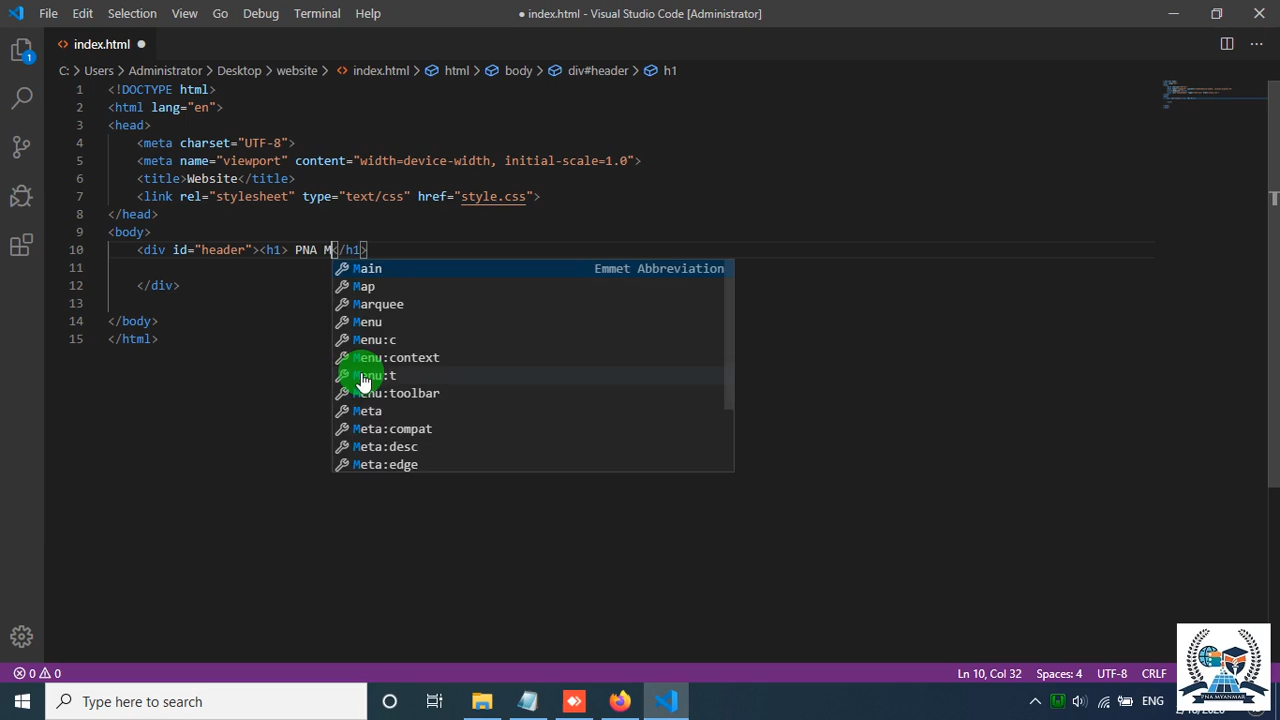 File Edit Selection View Go Debug Terminal Help
● index.html - Visual Studio Code [Administrator]
index.html
C: > Users > Administrator > Desktop > website > index.html > html > body > div#header > h1
1 <!DOCTYPE html>
2 <html lang="en">
3 <head>
4 <meta charset="UTF-8">
5 <meta name="viewport" content="width=device-width, initial-scale=1.0">
6 <title>Website</title>
7 <link rel="stylesheet" type="text/css" href="style.css">
8 </head>
9 <body>
10 <div id="header"><h1> PNA M</h1>
11
12 </div>
13
14 </body>
15 </html>
Main Emmet Abbreviation
Map
Marquee
Menu
Menu:c
Menu:context
Menu:t
Menu:toolbar
Meta
Meta:compat
Meta:desc
Meta:edge
1
0 0
Ln 10, Col 32 Spaces: 4 UTF-8 CRLF
PNA MYANMAR
Type here to search
ENG